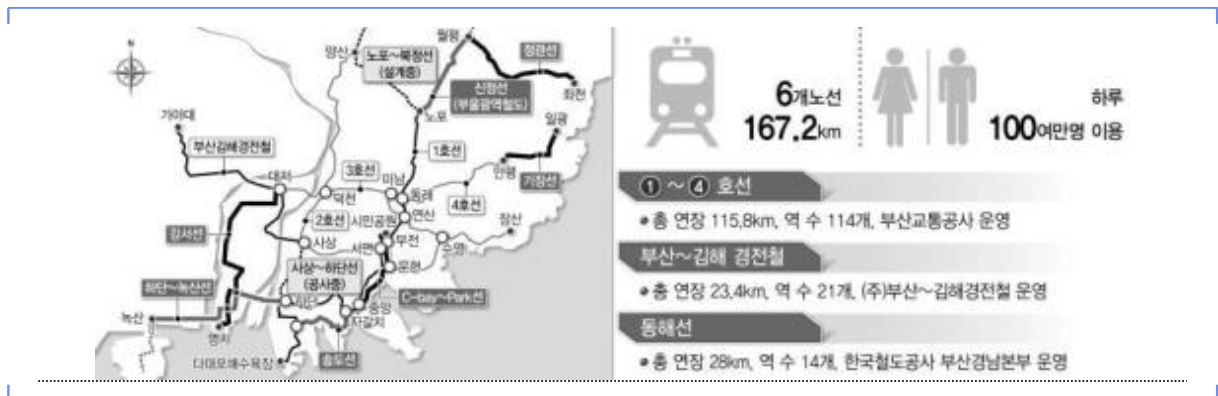 N
월평
정관선
양산
노포~북정선
(설계중)
좌천
신정선
(부울광역철도)
노포
가야대
일광
부산김해경전철
1호선
3호선
안평
대저
미남
기장선
덕천
동래
4호선
2호선
시민공원
연산
장산
강서선
사상
서면
부전
수영
사상~하단선
(공사중)
문현
하단~녹산선
하단
C-bay~Park선
녹산
중앙
명지
자갈치
다대포해수욕장
송도선
6개노선
167.2km
하루
100여만명 이용
1 ~ 4 호선
총 연장 115.8km, 역 수 114개, 부산교통공사 운영
부산~김해 경전철
총 연장 23.4km, 역 수 21개, (주)부산~김해경전철 운영
동해선
총 연장 28km, 역 수 14개, 한국철도공사 부산경남본부 운영